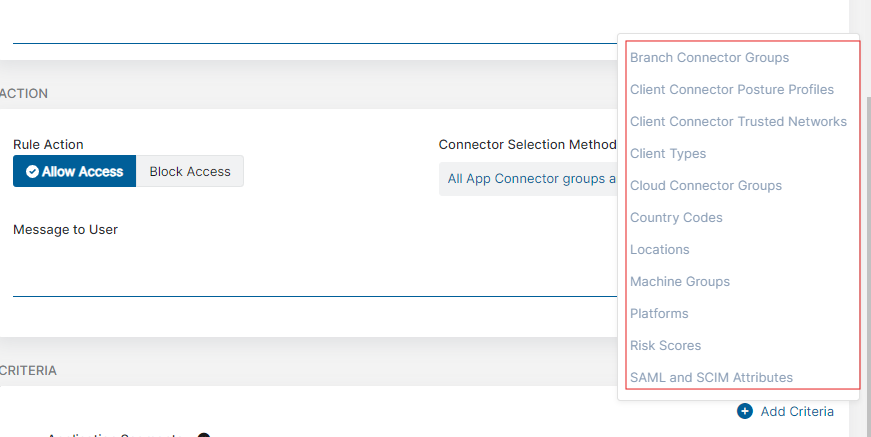 Branch Connector Groups
Client Connector Posture Profiles
Client Connector Trusted Networks
Client Types
Cloud Connector Groups
Country Codes
Locations
Machine Groups
Platforms
Risk Scores
SAML and SCIM Attributes
ACTION
Rule Action
Connector Selection Method
Allow Access
Block Access
All App Connector groups a
Message to User
CRITERIA
Add Criteria